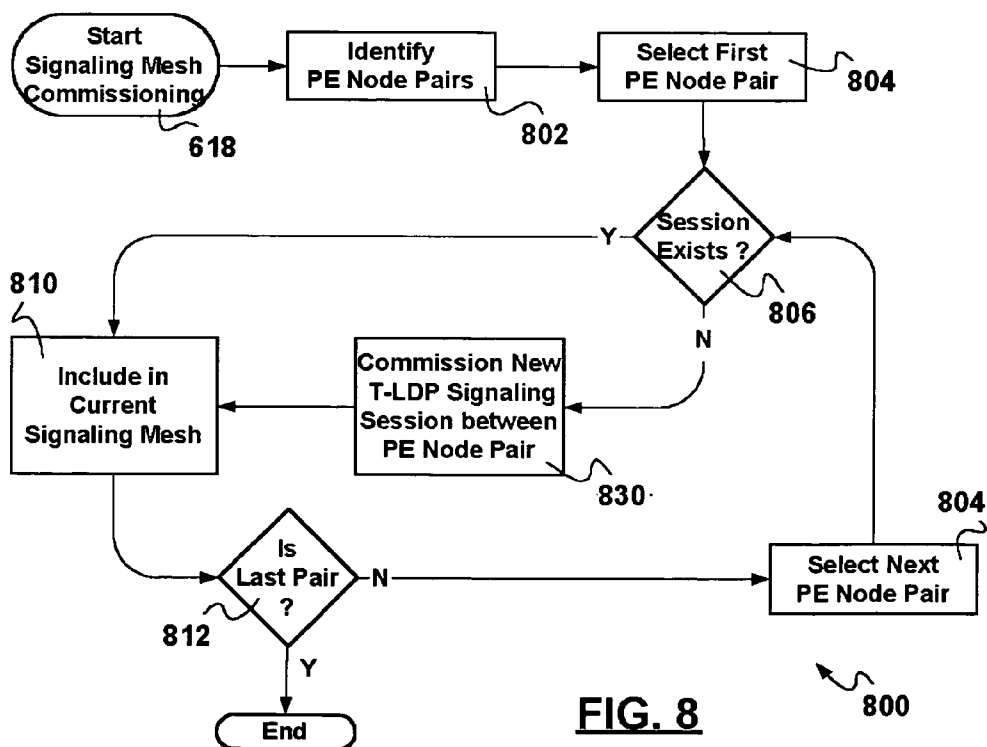 Start
Signaling Mesh
Commissioning
618
Identify
PE Node Pairs
802
Select First
PE Node Pair
804
Session
Exists ?
806
Y
N
810
Include in
Current
Signaling Mesh
Commission New
T-LDP Signaling
Session between
PE Node Pair
830
804
Select Next
PE Node Pair
Is
Last Pair
?
812
N
Y
End
FIG. 8
800